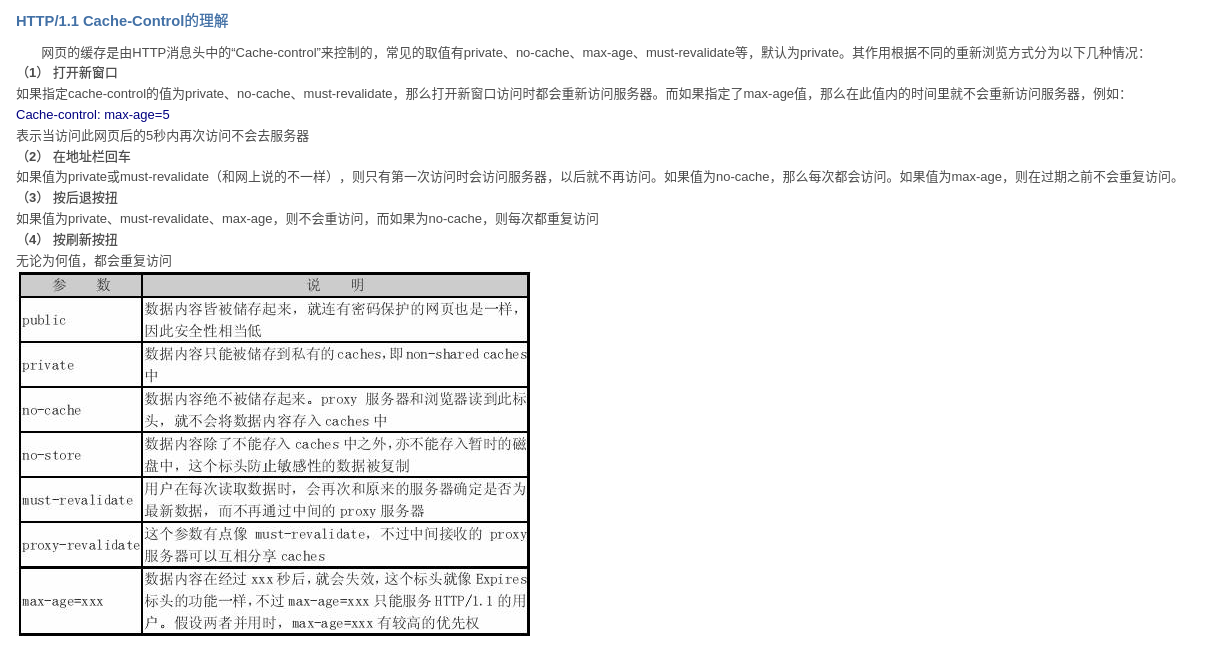 HTTP/1.1 Cache-Control的理解
网页的缓存是由HTTP消息头中的“Cache-control”来控制的，常见的取值有private、no-cache、max-age、must-revalidate等，默认为private。其作用根据不同的重新浏览方式分为以下几种情况：
（1） 打开新窗口
如果指定cache-control的值为private、no-cache、must-revalidate，那么打开新窗口访问时都会重新访问服务器。而如果指定了max-age值，那么在此值内的时间里就不会重新访问服务器，例如：
Cache-control: max-age=5
表示当访问此网页后的5秒内再次访问不会去服务器
（2） 在地址栏回车
如果值为private或must-revalidate（和网上说的不一样），则只有第一次访问时会访问服务器，以后就不再访问。如果值为no-cache，那么每次都会访问。如果值为max-age，则在过期之前不会重复访问。
（3） 按后退按扭
如果值为private、must-revalidate、max-age，则不会重访问，而如果为no-cache，则每次都重复访问
（4） 按刷新按扭
无论为何值，都会重复访问
参 数 说 明
public 数据内容皆被储存起来，就连有密码保护的网页也是一样，
因此安全性相当低
private 数据内容只能被储存到私有的 caches，即 non-shared caches
中
no-cache 数据内容绝不被储存起来。proxy 服务器和浏览器读到此标
头，就不会将数据内容存入 caches 中
no-store 数据内容除了不能存入 caches 中之外，亦不能存入暂时的磁
盘中，这个标头防止敏感性的数据被复制
must-revalidate 用户在每次读取数据时，会再次和原来的服务器确定是否为
最新数据，而不再通过中间的 proxy 服务器
proxy-revalidate 这个参数有点像 must-revalidate，不过中间接收的 proxy
服务器可以互相分享 caches
max-age=xxx 数据内容在经过 xxx 秒后，就会失效，这个标头就像 Expires
标头的功能一样，不过 max-age=xxx 只能服务 HTTP/1.1 的用
户。假设两者并用时，max-age=xxx 有较高的优先权